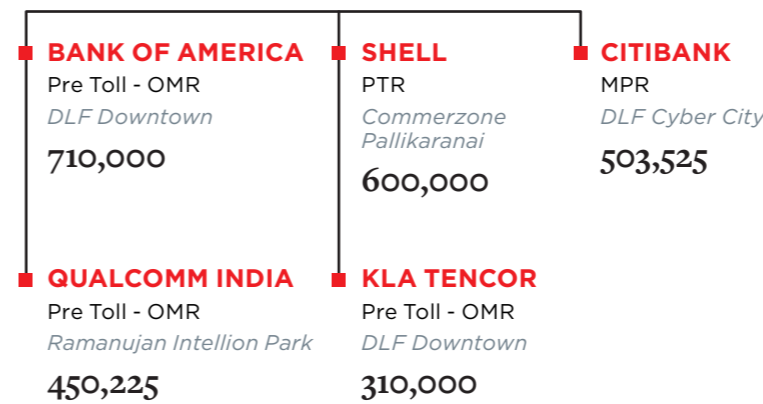 BANK OF AMERICA
Pre Toll - OMR
DLF Downtown
710,000
SHELL
PTR
Commerzone
Pallikaranai
600,000
CITIBANK
MPR
DLF Cyber City
503,525
QUALCOMM INDIA
Pre Toll - OMR
Ramanujan Intellion Park
450,225
KLA TENCOR
Pre Toll - OMR
DLF Downtown
310,000